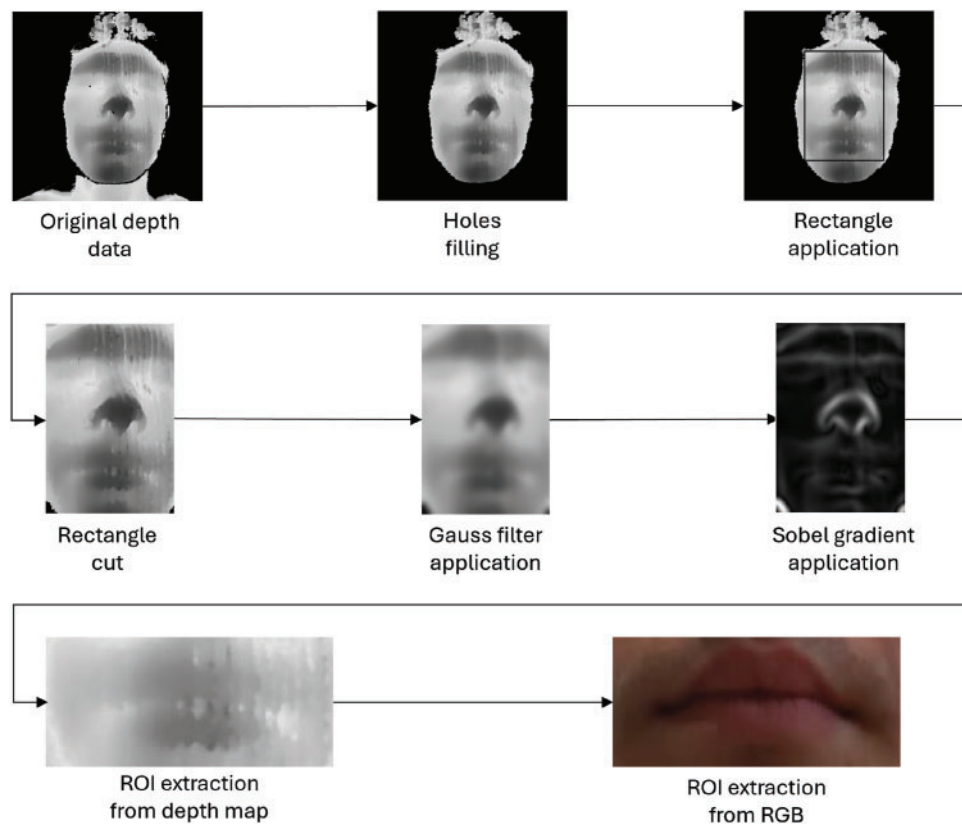 Original depth
data
Holes
filling
Rectangle
application
Rectangle
cut
Gauss filter
application
Sobel gradient
application
ROI extraction
from depth map
ROI extraction
from RGB